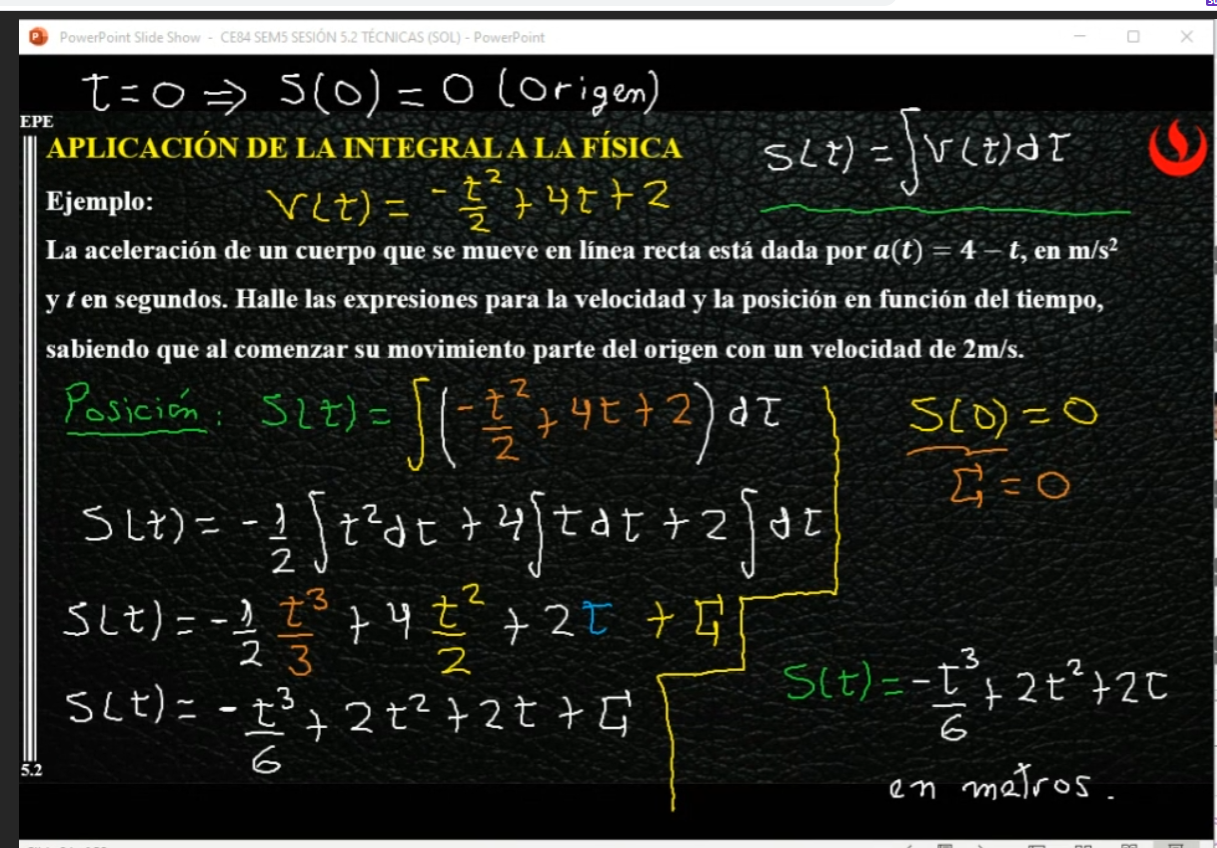 PowerPoint Slide Show - CE84 SEM5 SESIÓN 5.2 TÉCNICAS (SOL) - PowerPoint
t=0 ⇒ S(0) = 0 (Origen)
EPE
APLICACIÓN DE LA INTEGRAL A LA FÍSICA
S(t) = ∫V(t)dt
Ejemplo:
V(t) = -t²/2 + 4t + 2
La aceleración de un cuerpo que se mueve en línea recta está dada por a(t) = 4 − t, en m/s²
y t en segundos. Halle las expresiones para la velocidad y la posición en función del tiempo,
sabiendo que al comenzar su movimiento parte del origen con un velocidad de 2m/s.
Posición: S(t) = ∫(-t²/2 + 4t + 2)dt
S(t) = -1/2 ∫t²dt + 4∫tdt + 2∫dt
S(t) = -1/2 t³/3 + 4 t²/2 + 2t + C₁
S(t) = -t³/6 + 2t² + 2t + C₁
S(0) = 0
C₁ = 0
S(t) = -t³/6 + 2t² + 2t
en metros.
5.2